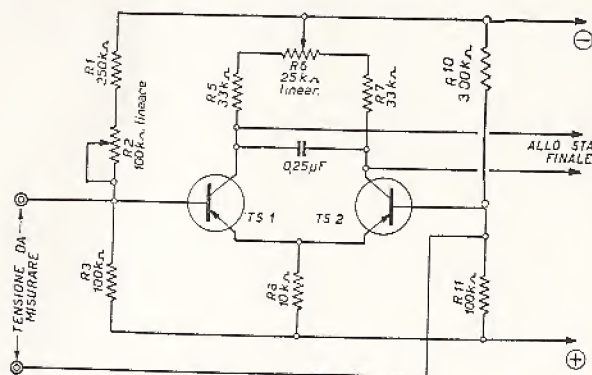 R1
250kΩ
R2
100kΩ lineare
R3
100kΩ
R5
33kΩ
R6
25kΩ
linear.
R7
33kΩ
0,25µF
TS 1
TS 2
R8
10kΩ
R10
300kΩ
R11
100kΩ
−
+
ALLO STA
FINALE
TENSIONE DA
MISURARE